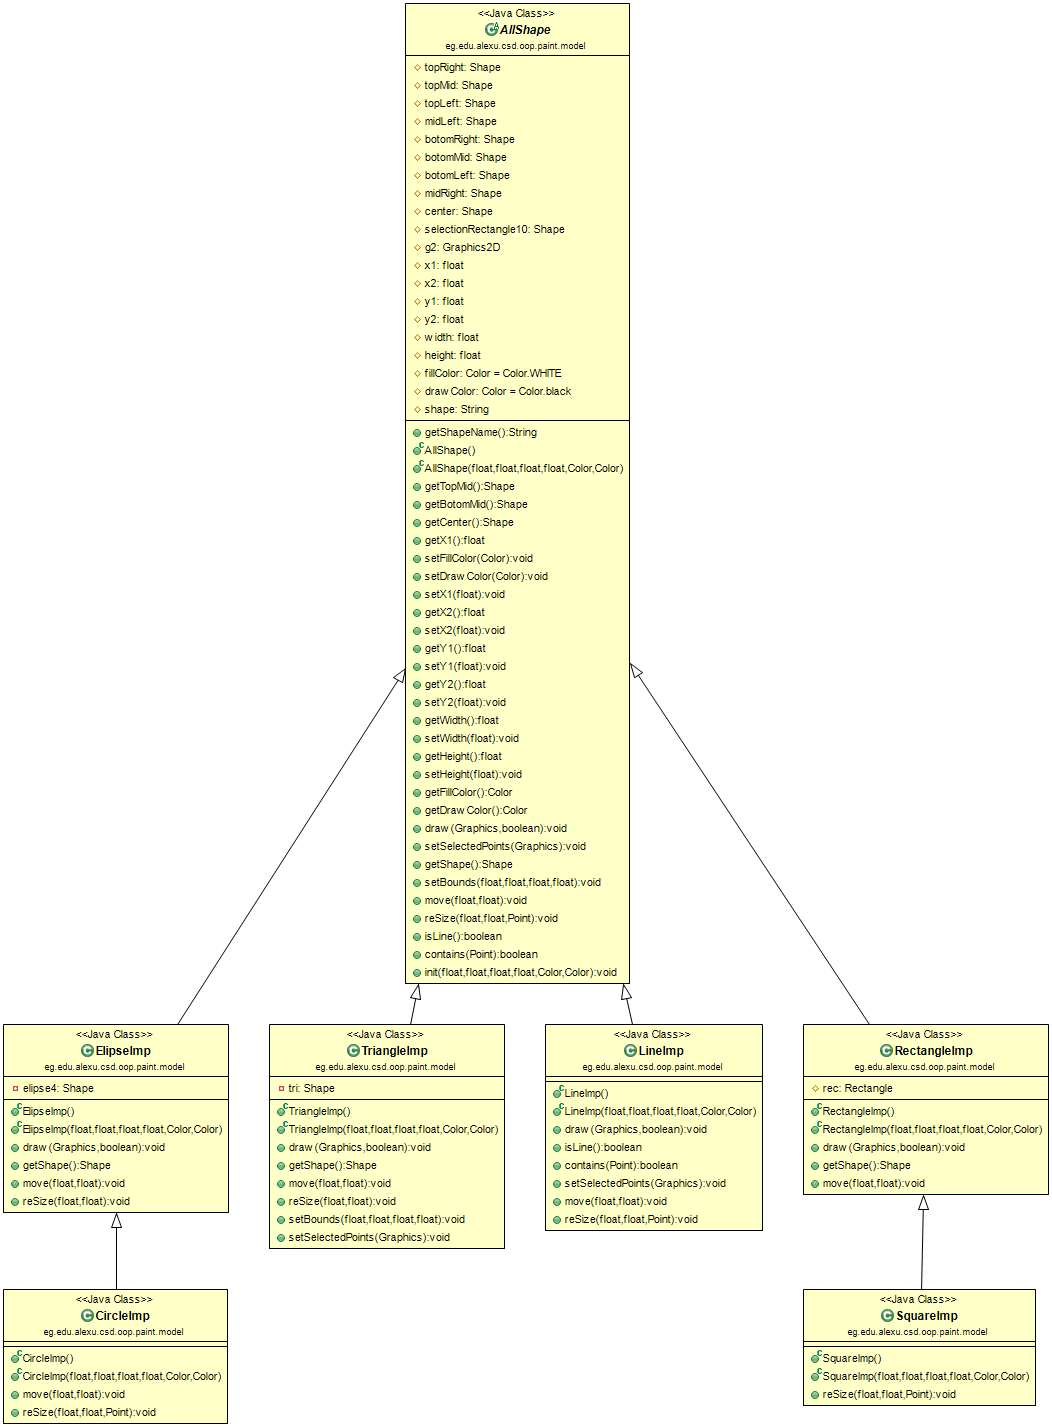 <<Java Class>>
AllShape
eg.edu.alexu.csd.oop.paint.model
topRight: Shape
topMid: Shape
topLeft: Shape
midLeft: Shape
botomRight: Shape
botomMid: Shape
botomLeft: Shape
midRight: Shape
center: Shape
selectionRectangle10: Shape
g2: Graphics2D
x1: float
x2: float
y1: float
y2: float
width: float
height: float
fillColor: Color = Color.WHITE
drawColor: Color = Color.black
shape: String
getShapeName():String
AllShape()
AllShape(float,float,float,float,Color,Color)
getTopMid():Shape
getBotomMid():Shape
getCenter():Shape
getX1():float
setFillColor(Color):void
setDrawColor(Color):void
setX1(float):void
getX2():float
setX2(float):void
getY1():float
setY1(float):void
getY2():float
setY2(float):void
getWidth():float
setWidth(float):void
getHeight():float
setHeight(float):void
getFillColor():Color
getDrawColor():Color
draw(Graphics,boolean):void
setSelectedPoints(Graphics):void
getShape():Shape
setBounds(float,float,float,float):void
move(float,float):void
reSize(float,float,Point):void
isLine():boolean
contains(Point):boolean
init(float,float,float,float,Color,Color):void
<<Java Class>>
ElipseImp
eg.edu.alexu.csd.oop.paint.model
elipse4: Shape
ElipseImp()
ElipseImp(float,float,float,float,Color,Color)
draw(Graphics,boolean):void
getShape():Shape
move(float,float):void
reSize(float,float):void
<<Java Class>>
TriangleImp
eg.edu.alexu.csd.oop.paint.model
tri: Shape
TriangleImp()
TriangleImp(float,float,float,float,Color,Color)
draw(Graphics,boolean):void
getShape():Shape
move(float,float):void
reSize(float,float):void
setBounds(float,float,float,float):void
setSelectedPoints(Graphics):void
<<Java Class>>
LineImp
eg.edu.alexu.csd.oop.paint.model
LineImp()
LineImp(float,float,float,float,Color,Color)
draw(Graphics,boolean):void
isLine():boolean
contains(Point):boolean
setSelectedPoints(Graphics):void
move(float,float):void
reSize(float,float,Point):void
<<Java Class>>
RectangleImp
eg.edu.alexu.csd.oop.paint.model
rec: Rectangle
RectangleImp()
RectangleImp(float,float,float,float,Color,Color)
draw(Graphics,boolean):void
getShape():Shape
move(float,float):void
<<Java Class>>
CircleImp
eg.edu.alexu.csd.oop.paint.model
CircleImp()
CircleImp(float,float,float,float,Color,Color)
move(float,float):void
reSize(float,float,Point):void
<<Java Class>>
SquareImp
eg.edu.alexu.csd.oop.paint.model
SquareImp()
SquareImp(float,float,float,float,Color,Color)
reSize(float,float,Point):void